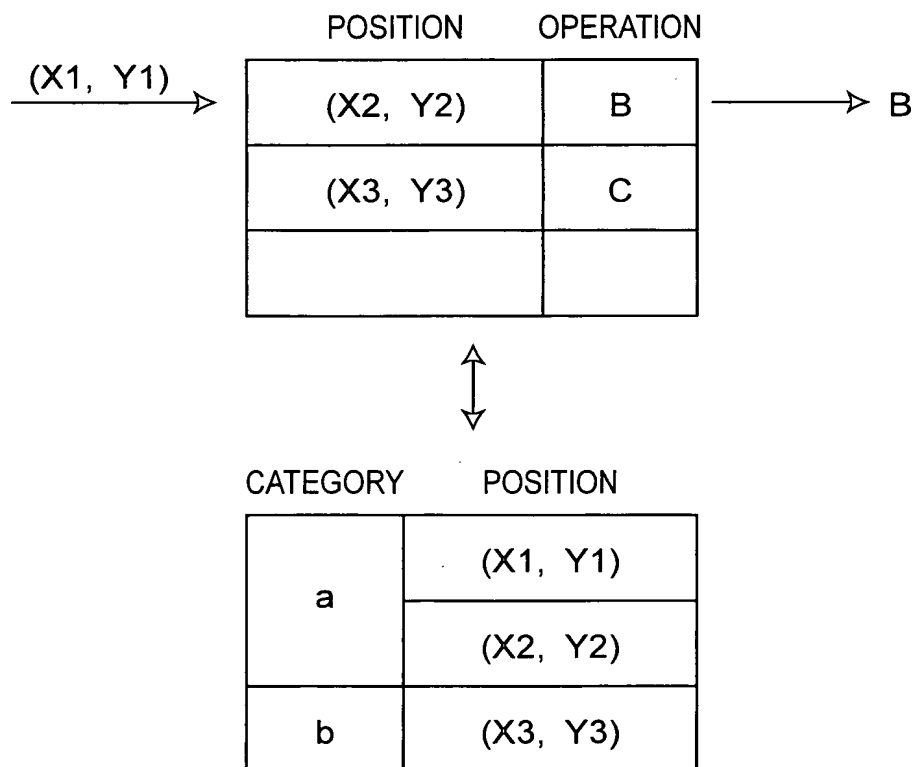 POSITION OPERATION
(X1, Y1)
(X2, Y2) B B
(X3, Y3) C
CATEGORY POSITION
a
(X1, Y1)
(X2, Y2)
b (X3, Y3)